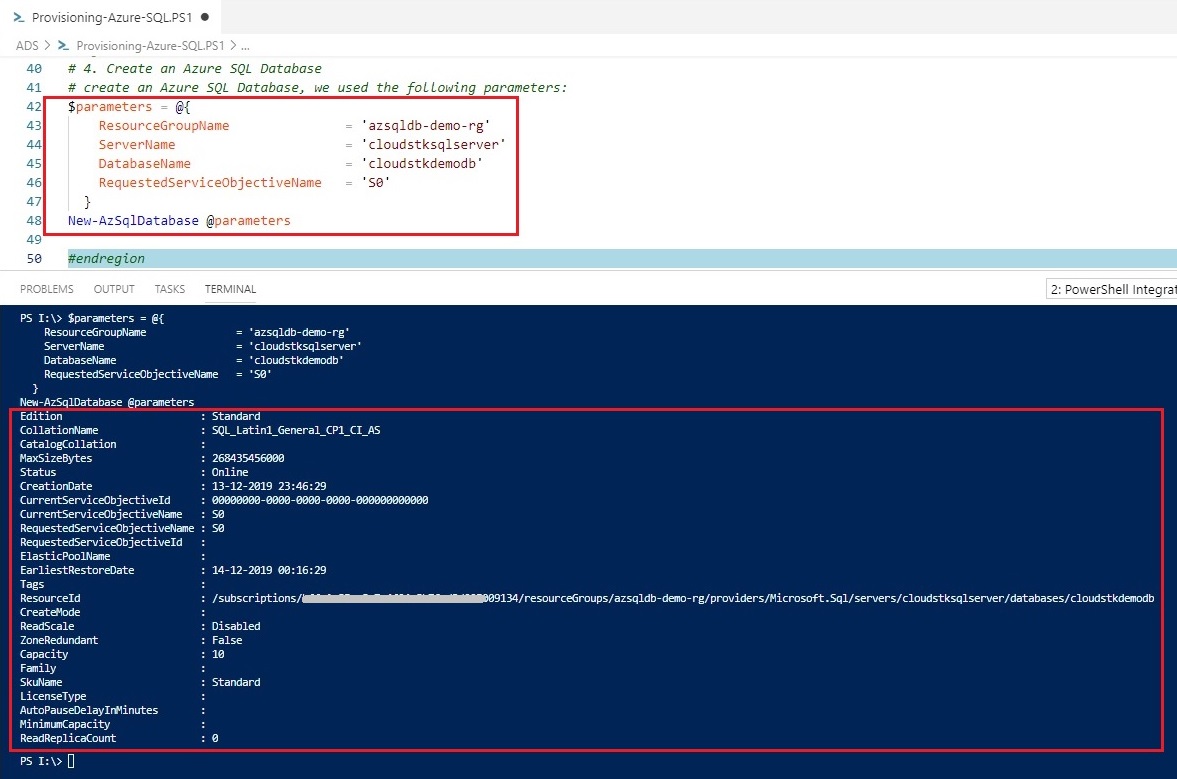 Provisioning-Azure-SQL.PS1
ADS > Provisioning-Azure-SQL.PS1 > ...
40 # 4. Create an Azure SQL Database
41 # create an Azure SQL Database, we used the following parameters:
42 $parameters = @{
43 ResourceGroupName = 'azsqldb-demo-rg'
44 ServerName = 'cloudstksqlserver'
45 DatabaseName = 'cloudstkdemodb'
46 RequestedServiceObjectiveName = 'S0'
47 }
48 New-AzSqlDatabase @parameters
49
50 #endregion
PROBLEMS OUTPUT TASKS TERMINAL 2: PowerShell Integrat
PS I:\> $parameters = @{
ResourceGroupName = 'azsqldb-demo-rg'
ServerName = 'cloudstksqlserver'
DatabaseName = 'cloudstkdemodb'
RequestedServiceObjectiveName = 'S0'
}
New-AzSqlDatabase @parameters
Edition : Standard
CollationName : SQL_Latin1_General_CP1_CI_AS
CatalogCollation :
MaxSizeBytes : 268435456000
Status : Online
CreationDate : 13-12-2019 23:46:29
CurrentServiceObjectiveId : 00000000-0000-0000-0000-000000000000
CurrentServiceObjectiveName : S0
RequestedServiceObjectiveName : S0
RequestedServiceObjectiveId :
ElasticPoolName :
EarliestRestoreDate : 14-12-2019 00:16:29
Tags :
ResourceId : /subscriptions/ 009134/resourceGroups/azsqldb-demo-rg/providers/Microsoft.Sql/servers/cloudstksqlserver/databases/cloudstkdemodb
CreateMode :
ReadScale : Disabled
ZoneRedundant : False
Capacity : 10
Family :
SkuName : Standard
LicenseType :
AutoPauseDelayInMinutes :
MinimumCapacity :
ReadReplicaCount : 0
PS I:\>